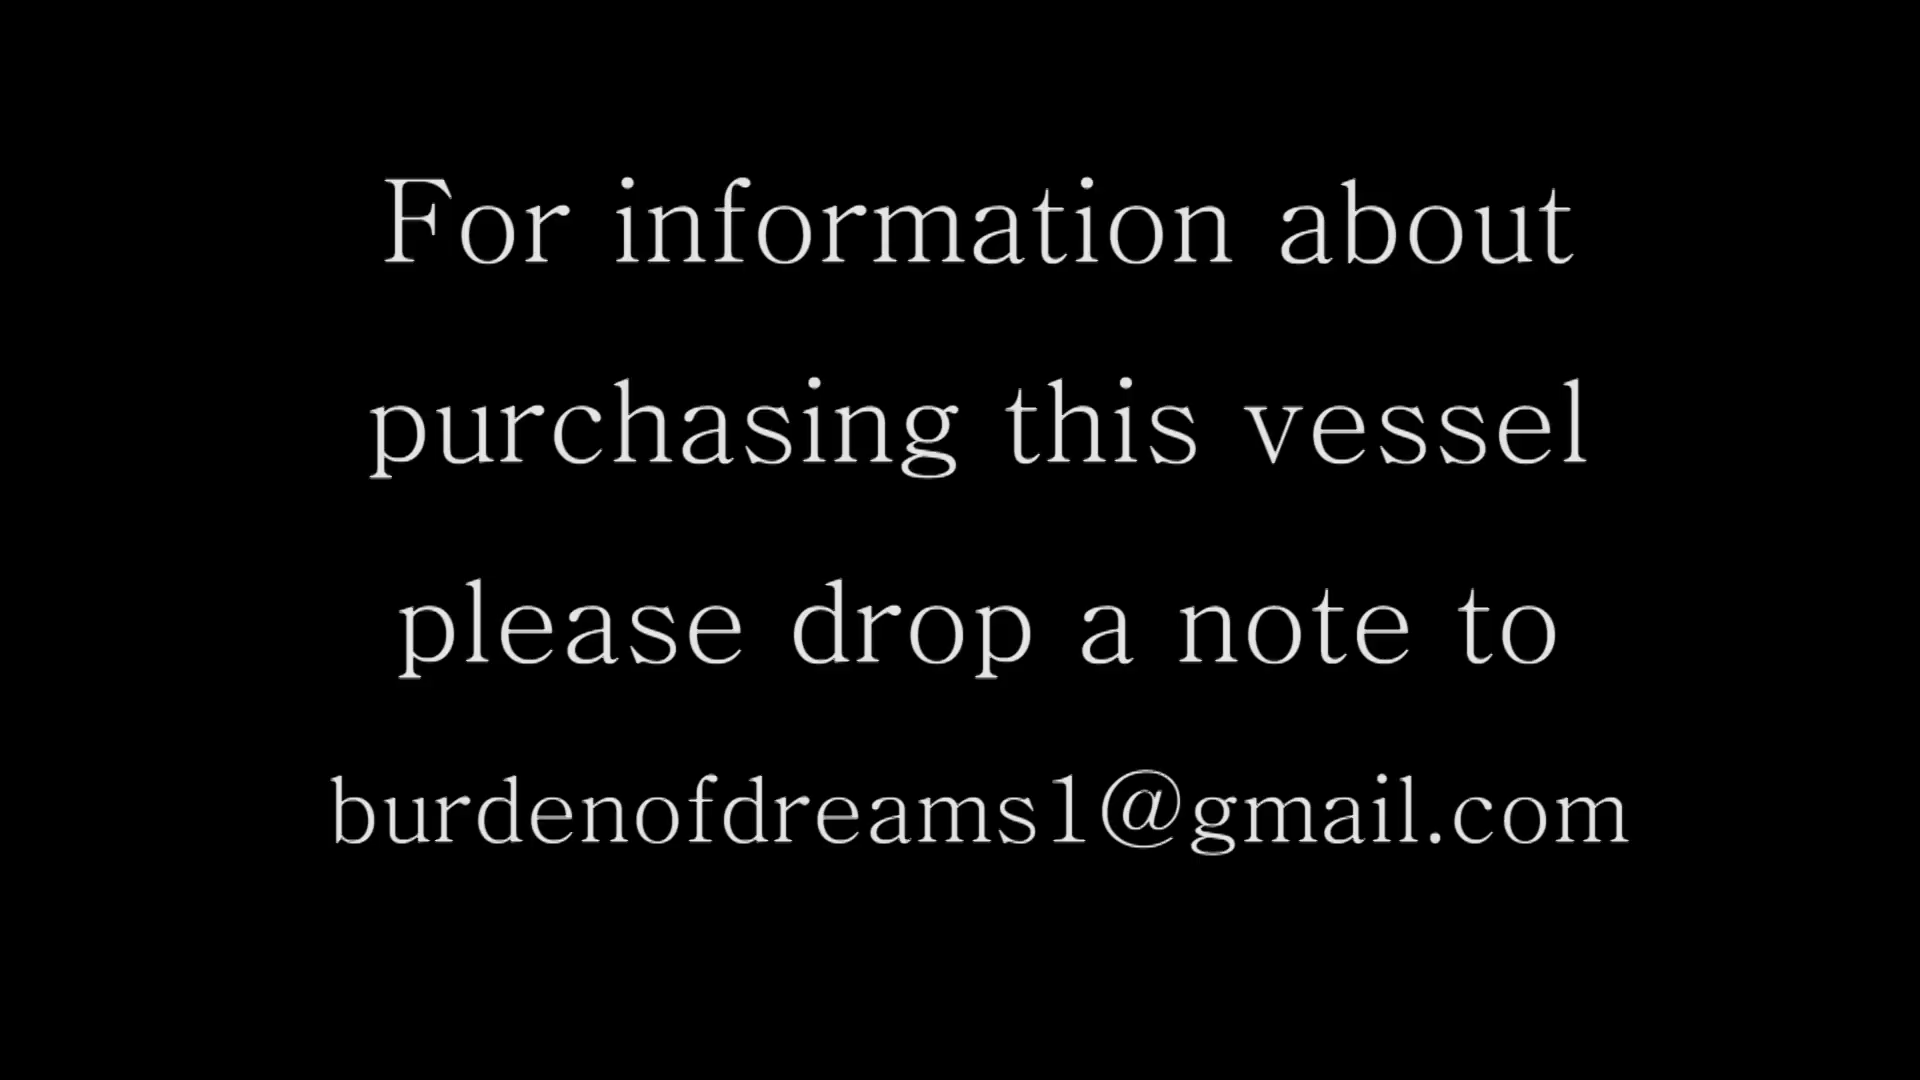 For information about
purchasing this vessel
please drop a note to
burdenofdreams1@gmail.com